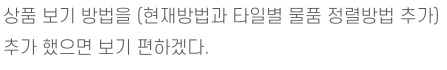 상품 보기 방법을 (현재방법과 타일별 물품 정렬방법 추가)
추가 했으면 보기 편하겠다.